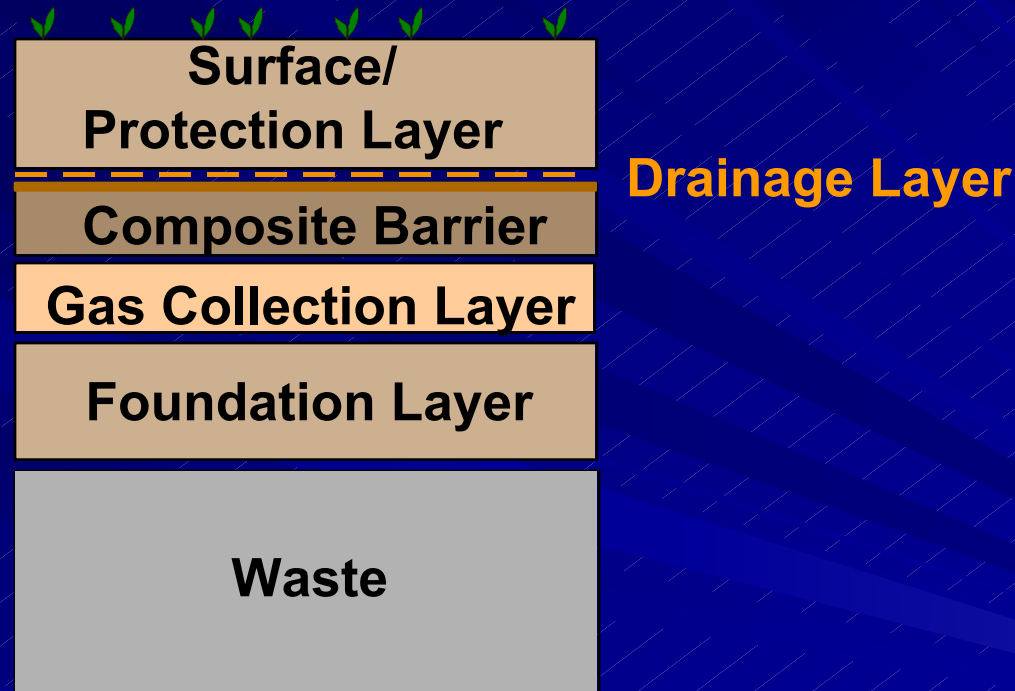 Surface/
Protection Layer
Drainage Layer
Composite Barrier
Gas Collection Layer
Foundation Layer
Waste